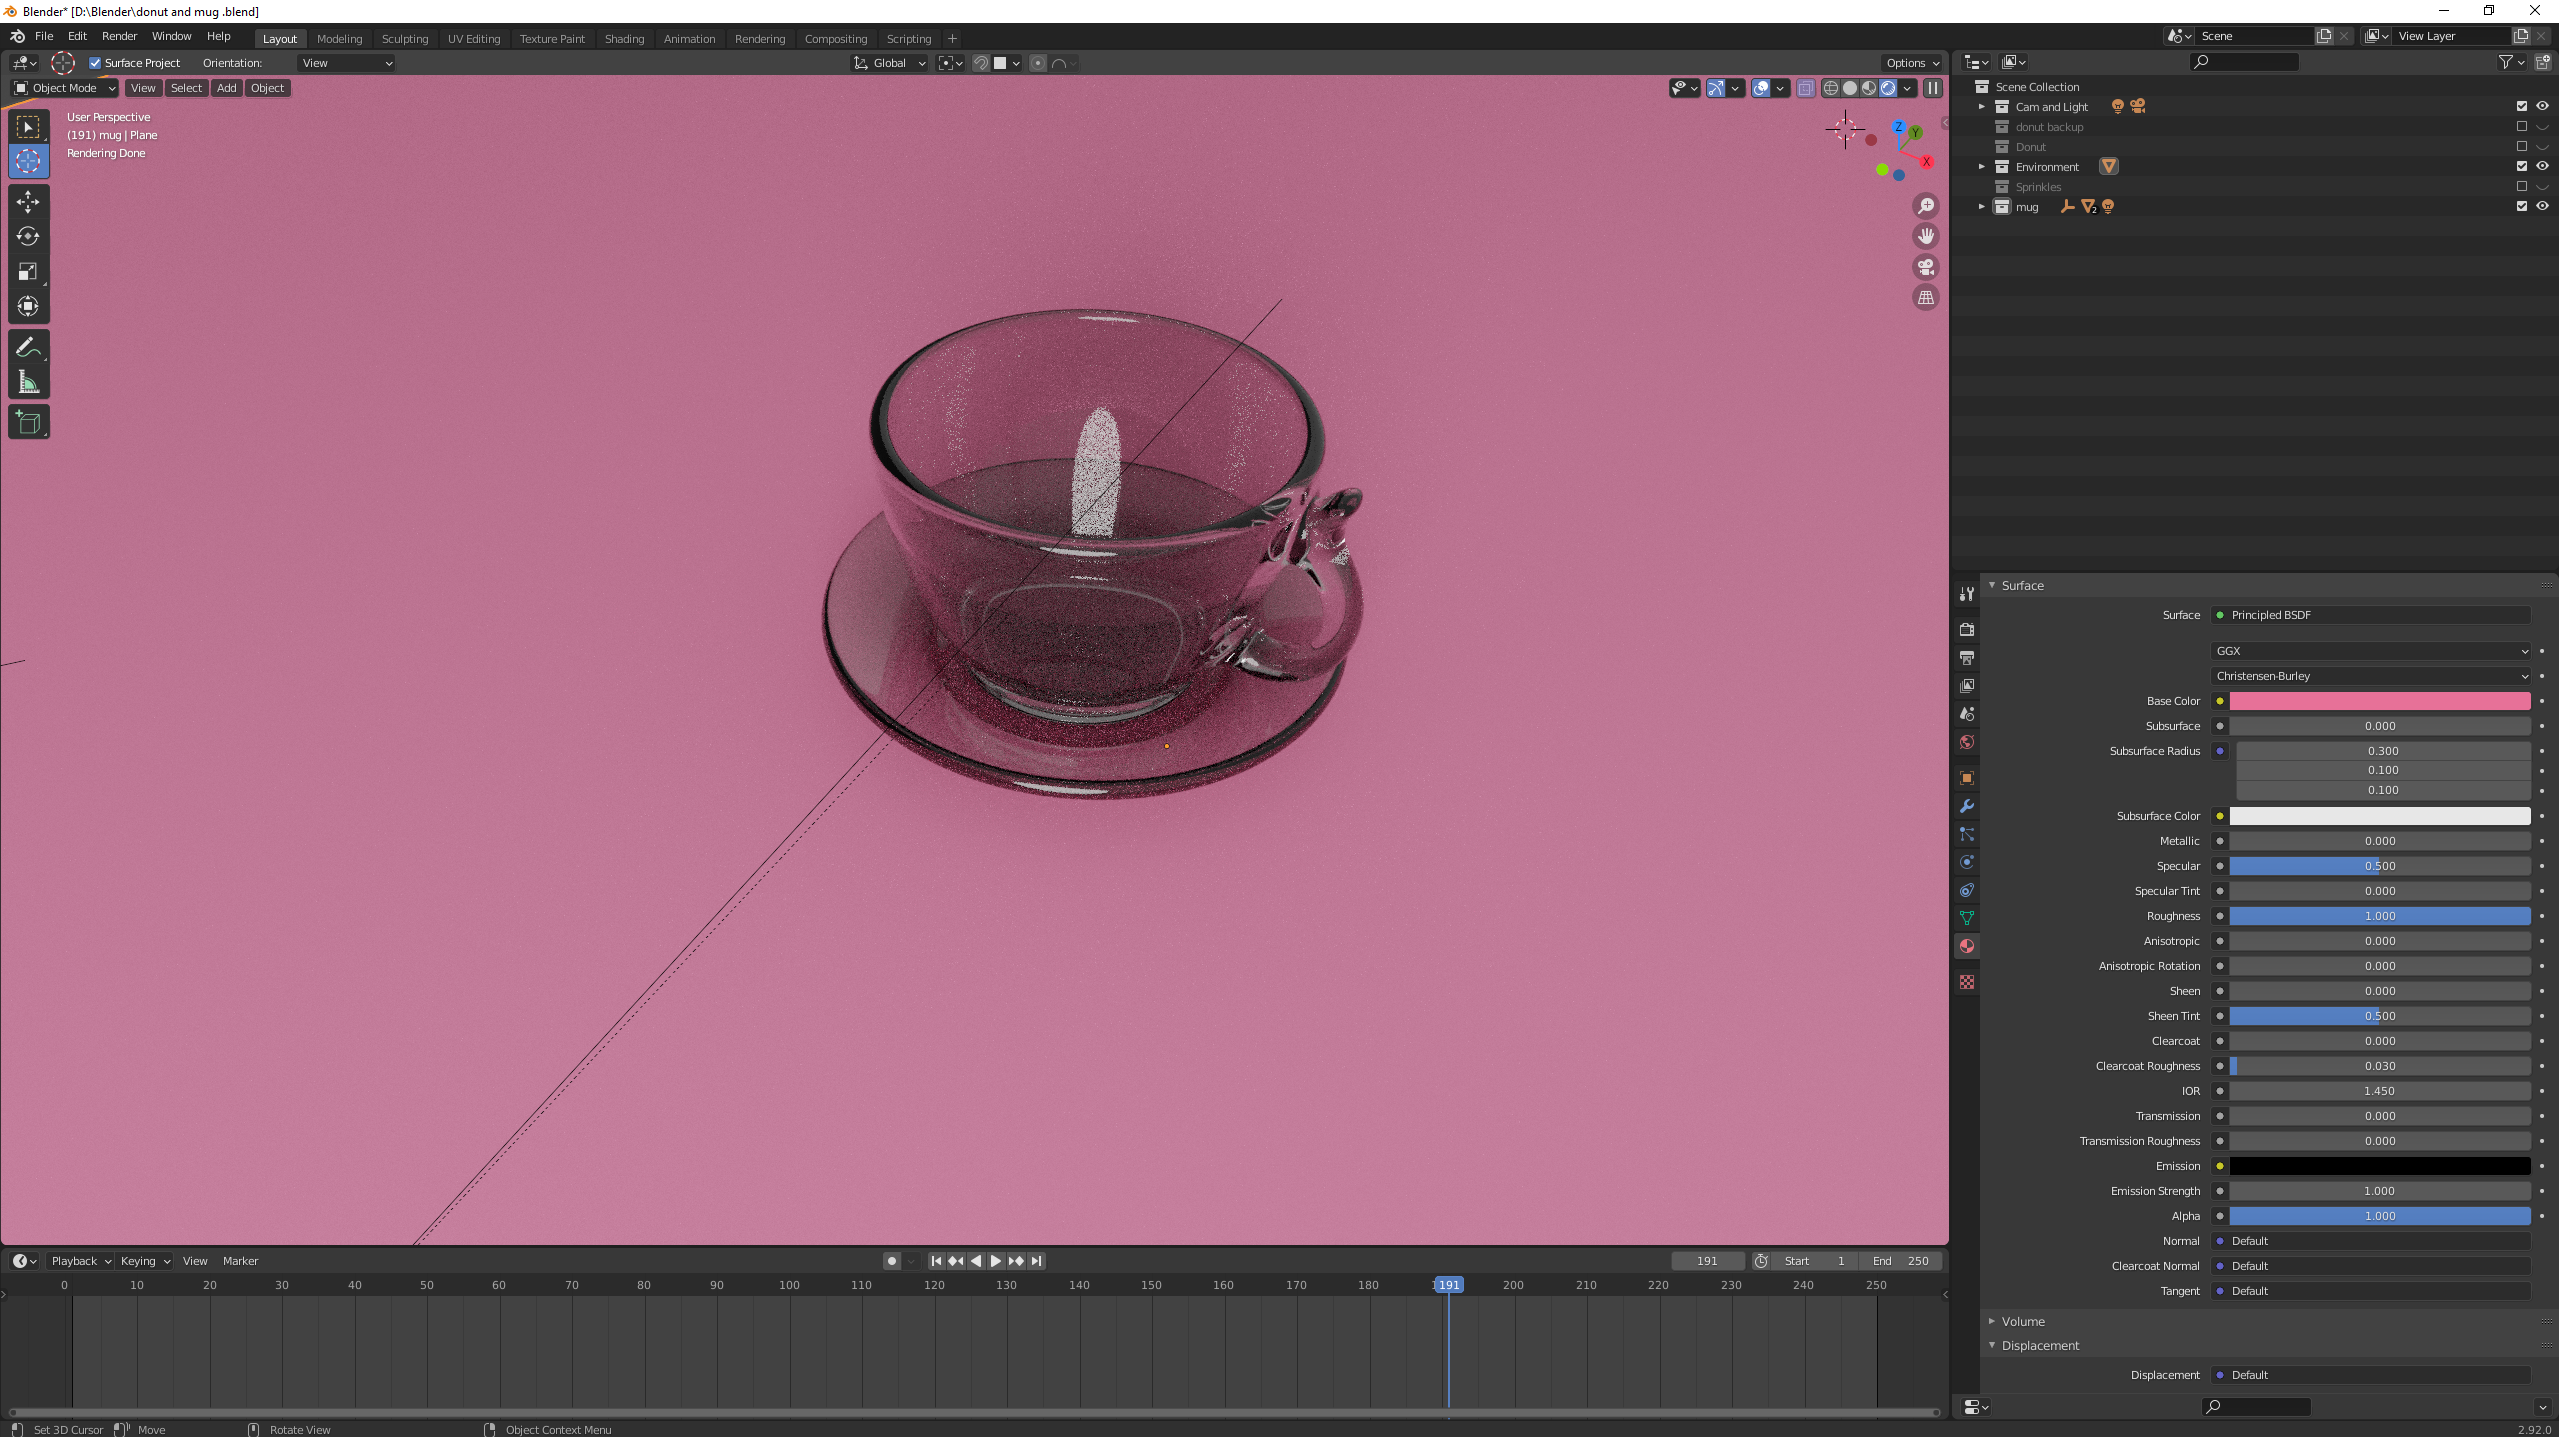 Blender* [D:\Blender\donut and mug .blend]
File Edit Render Window Help Layout Modeling Sculpting UV Editing Texture Paint Shading Animation Rendering Compositing Scripting + Scene View Layer
Surface Project Orientation: View Global Options
Object Mode View Select Add Object
User Perspective
(191) mug | Plane
Rendering Done
Z Y X
Scene Collection
Cam and Light
donut backup
Donut
Environment
Sprinkles
mug 2
Surface
Surface Principled BSDF
GGX
Christensen-Burley
Base Color
Subsurface 0.000
Subsurface Radius 0.300
0.100
0.100
Subsurface Color
Metallic 0.000
Specular 0.500
Specular Tint 0.000
Roughness 1.000
Anisotropic 0.000
Anisotropic Rotation 0.000
Sheen 0.000
Sheen Tint 0.500
Clearcoat 0.000
Clearcoat Roughness 0.030
IOR 1.450
Transmission 0.000
Transmission Roughness 0.000
Emission
Emission Strength 1.000
Alpha 1.000
Normal Default
Clearcoat Normal Default
Tangent Default
Volume
Displacement
Displacement Default
Playback Keying View Marker 191 Start 1 End 250
0 10 20 30 40 50 60 70 80 90 100 110 120 130 140 150 160 170 180 191 200 210 220 230 240 250
Set 3D Cursor Move Rotate View Object Context Menu 2.92.0